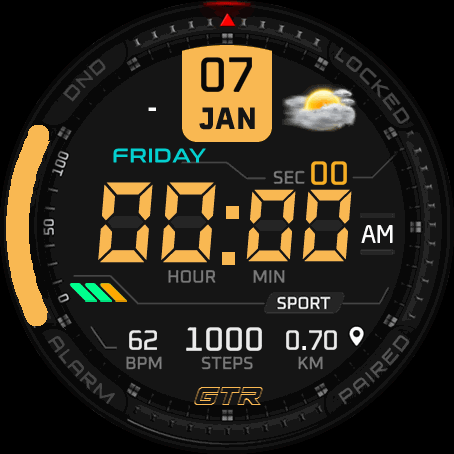 DND
LOCKED
07
JAN
-
FRIDAY
SEC 00
100
50
0
00:00 AM
HOUR MIN
SPORT
62 1000 0.70
BPM STEPS KM
ALARM
PAIRED
GTR